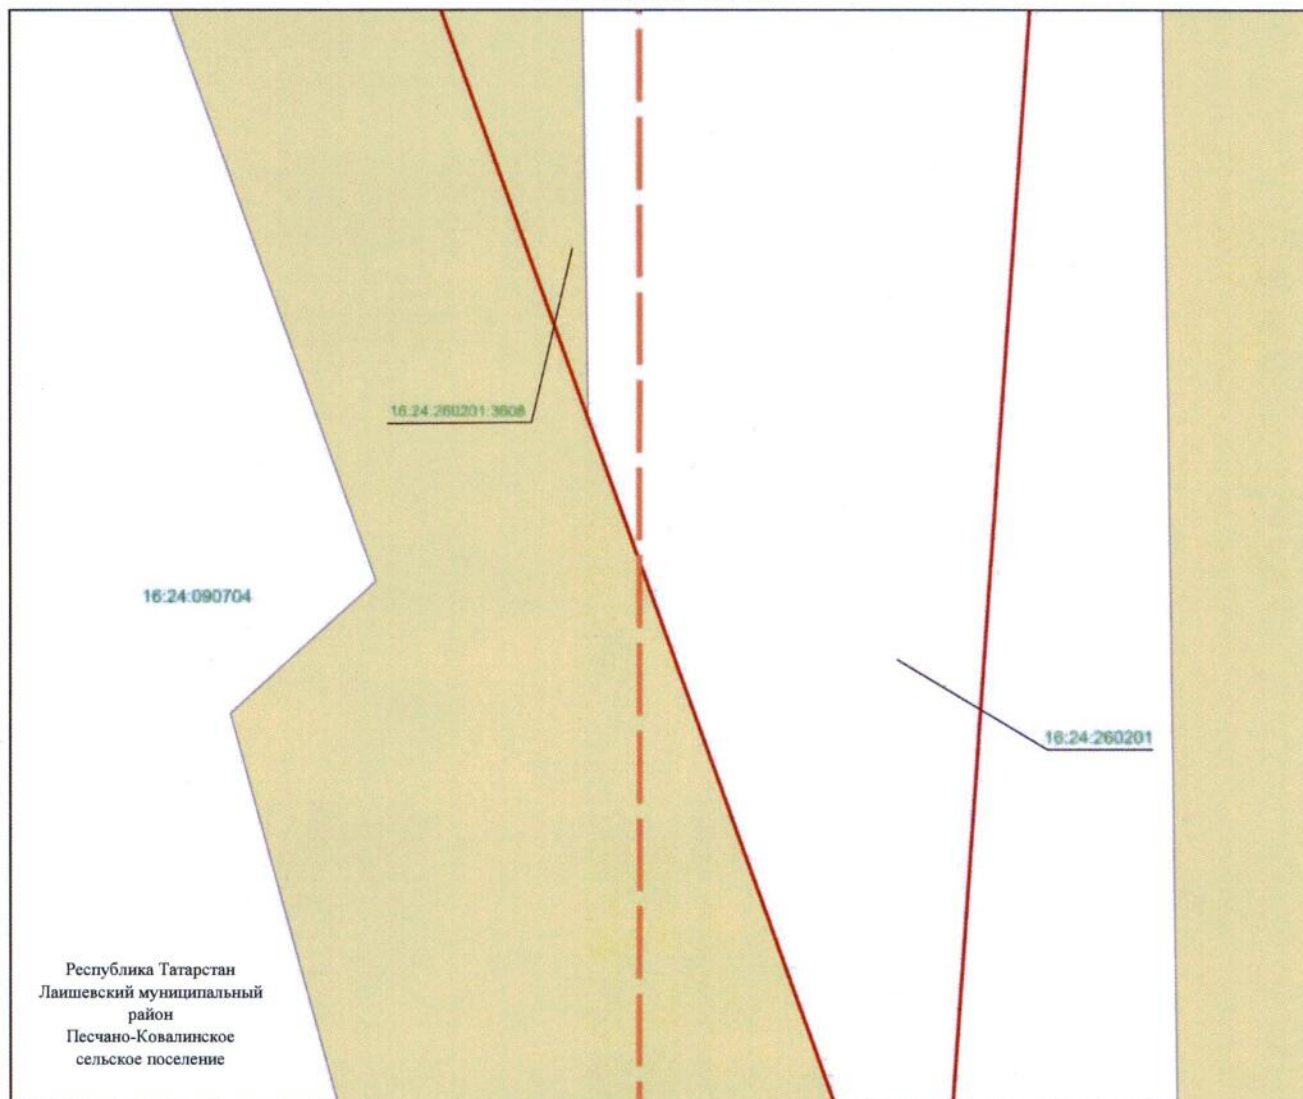 16:24:260201:3608
16:24:090704
16:24:260201
Республика Татарстан
Лаишевский муниципальный
район
Песчано-Ковалинское
сельское поселение